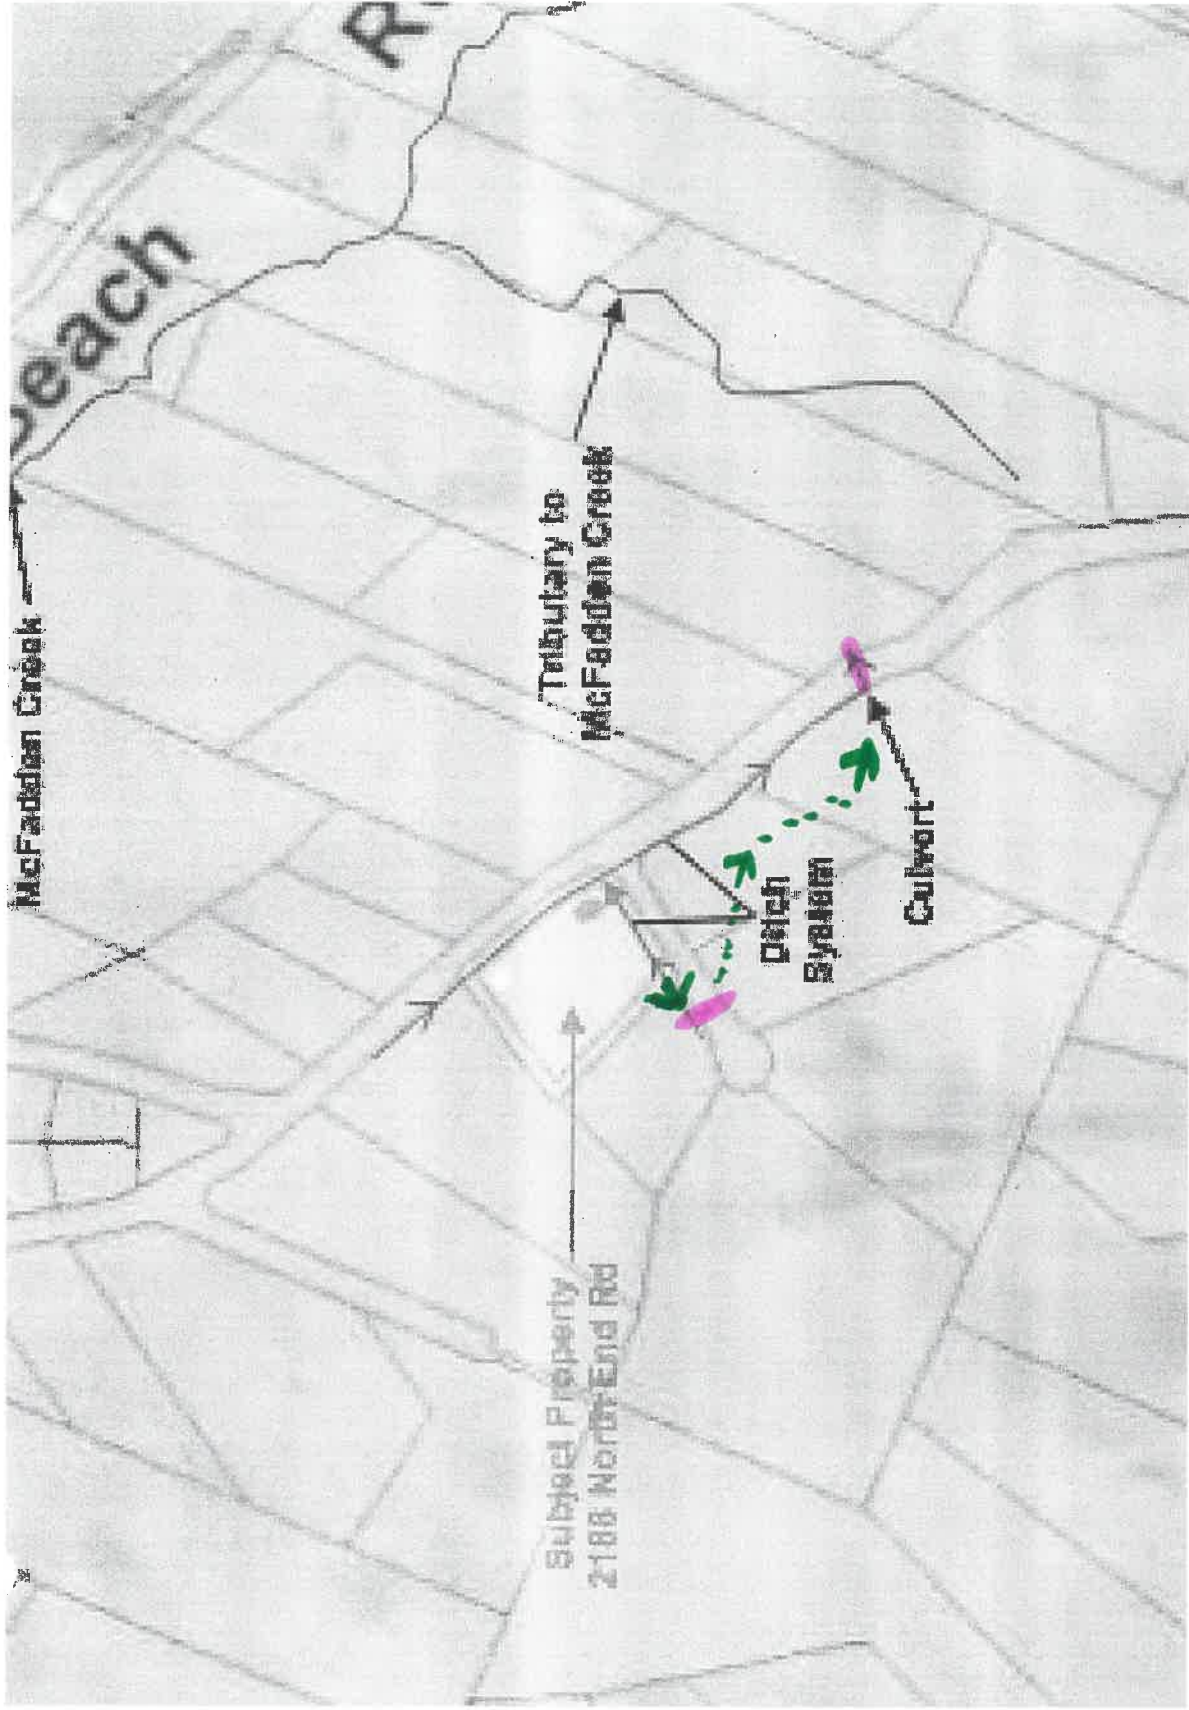 McFadden Creek
Beach
R
Tributary to
McFadden Creek
Ditch
System
Culvert
Subject Property
2188 North End Rd